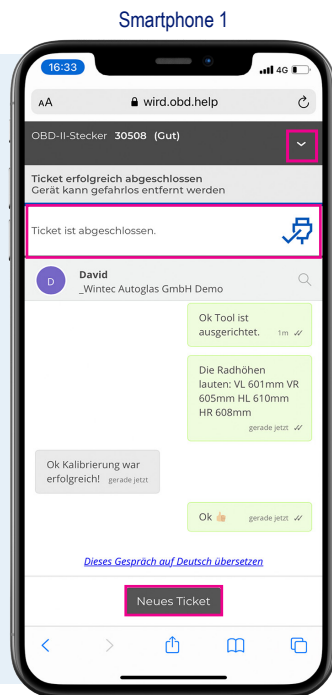 Smartphone 1
16:33
4G
AA
wird.obd.help
OBD-II-Stecker 30508 (Gut)
Ticket erfolgreich abgeschlossen
Gerät kann gefahrlos entfernt werden
Ticket ist abgeschlossen.
D
David
_Wintec Autoglas GmbH Demo
Ok Tool ist
ausgerichtet. 1m
Die Radhöhen
lauten: VL 601mm VR
605mm HL 610mm
HR 608mm
gerade jetzt
Ok Kalibrierung war
erfolgreich! gerade jetzt
Ok 👍🏼 gerade jetzt
Dieses Gespräch auf Deutsch übersetzen
Neues Ticket